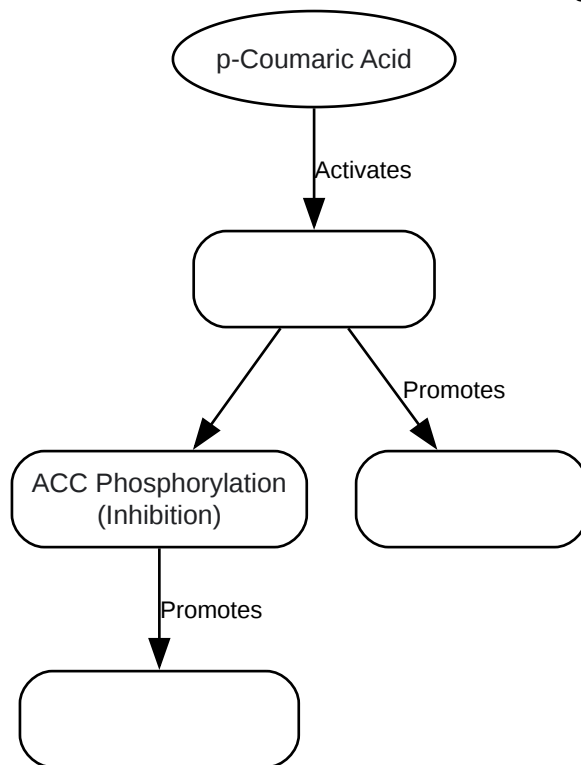 p-Coumaric Acid
Activates
Promotes
ACC Phosphorylation
(Inhibition)
Promotes